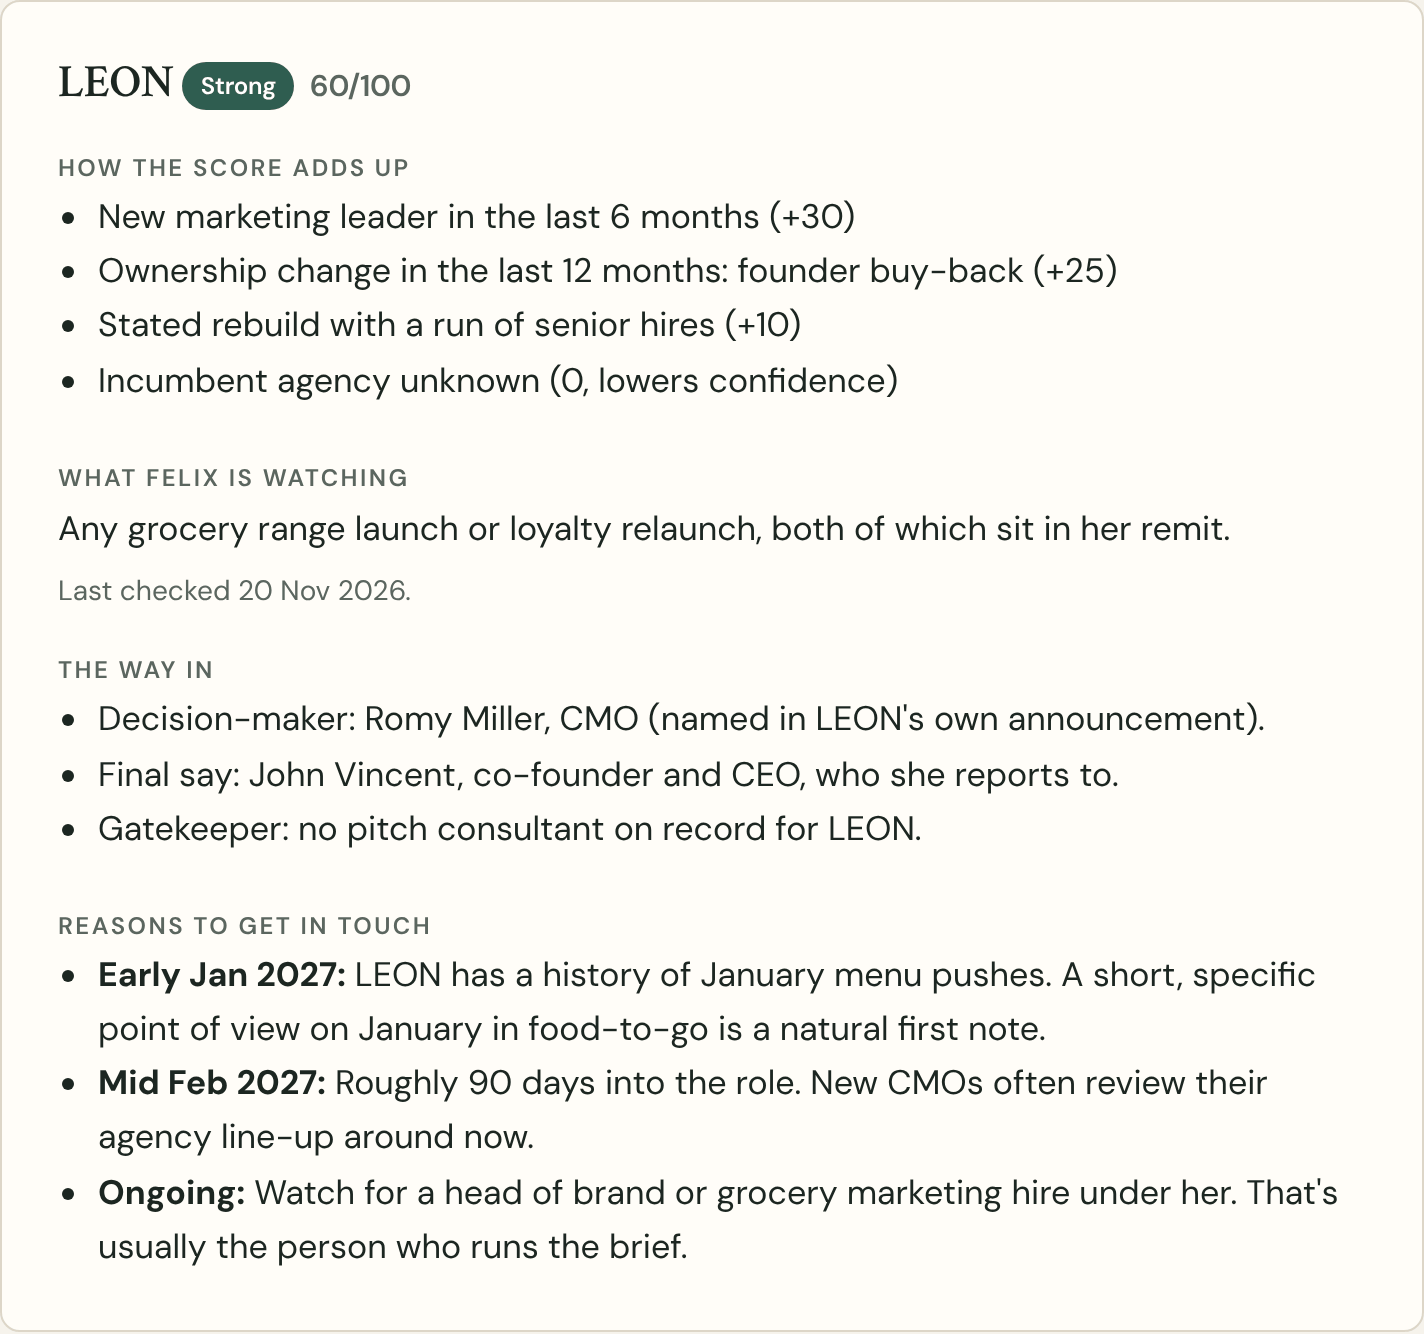 LEON Strong 60/100
HOW THE SCORE ADDS UP
• New marketing leader in the last 6 months (+30)
• Ownership change in the last 12 months: founder buy-back (+25)
• Stated rebuild with a run of senior hires (+10)
• Incumbent agency unknown (0, lowers confidence)
WHAT FELIX IS WATCHING
Any grocery range launch or loyalty relaunch, both of which sit in her remit.
Last checked 20 Nov 2026.
THE WAY IN
• Decision-maker: Romy Miller, CMO (named in LEON's own announcement).
• Final say: John Vincent, co-founder and CEO, who she reports to.
• Gatekeeper: no pitch consultant on record for LEON.
REASONS TO GET IN TOUCH
• Early Jan 2027: LEON has a history of January menu pushes. A short, specific
point of view on January in food-to-go is a natural first note.
• Mid Feb 2027: Roughly 90 days into the role. New CMOs often review their
agency line-up around now.
• Ongoing: Watch for a head of brand or grocery marketing hire under her. That's
usually the person who runs the brief.